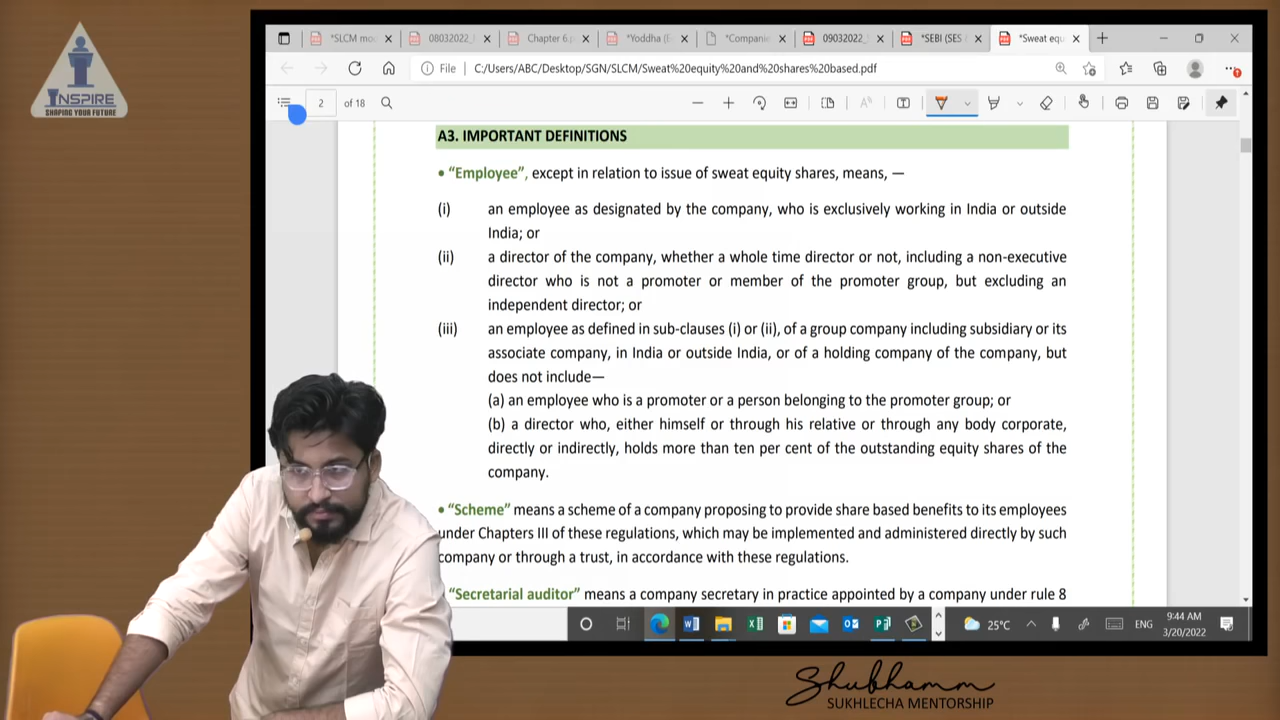 INSPIRE
SHAPING YOUR FUTURE
08032022_
Chapter 6.p
*Yoddha (E
*Companie
09032022_
*SEBI (SES
*Sweat equ
File
C:/Users/ABC/Desktop/SGN/SLCM/Sweat%20equity%20and%20shares%20based.pdf
2 of 18
A3. IMPORTANT DEFINITIONS
• “Employee”, except in relation to issue of sweat equity shares, means, —
(i) an employee as designated by the company, who is exclusively working in India or outside
India; or
(ii) a director of the company, whether a whole time director or not, including a non-executive
director who is not a promoter or member of the promoter group, but excluding an
independent director; or
(iii) an employee as defined in sub-clauses (i) or (ii), of a group company including subsidiary or its
associate company, in India or outside India, or of a holding company of the company, but
does not include—
(a) an employee who is a promoter or a person belonging to the promoter group; or
(b) a director who, either himself or through his relative or through any body corporate,
directly or indirectly, holds more than ten per cent of the outstanding equity shares of the
company.
• “Scheme” means a scheme of a company proposing to provide share based benefits to its employees
under Chapters III of these regulations, which may be implemented and administered directly by such
company or through a trust, in accordance with these regulations.
“Secretarial auditor” means a company secretary in practice appointed by a company under rule 8
25°C
ENG
9:44 AM
3/20/2022
Shubhamm
SUKHLECHA MENTORSHIP